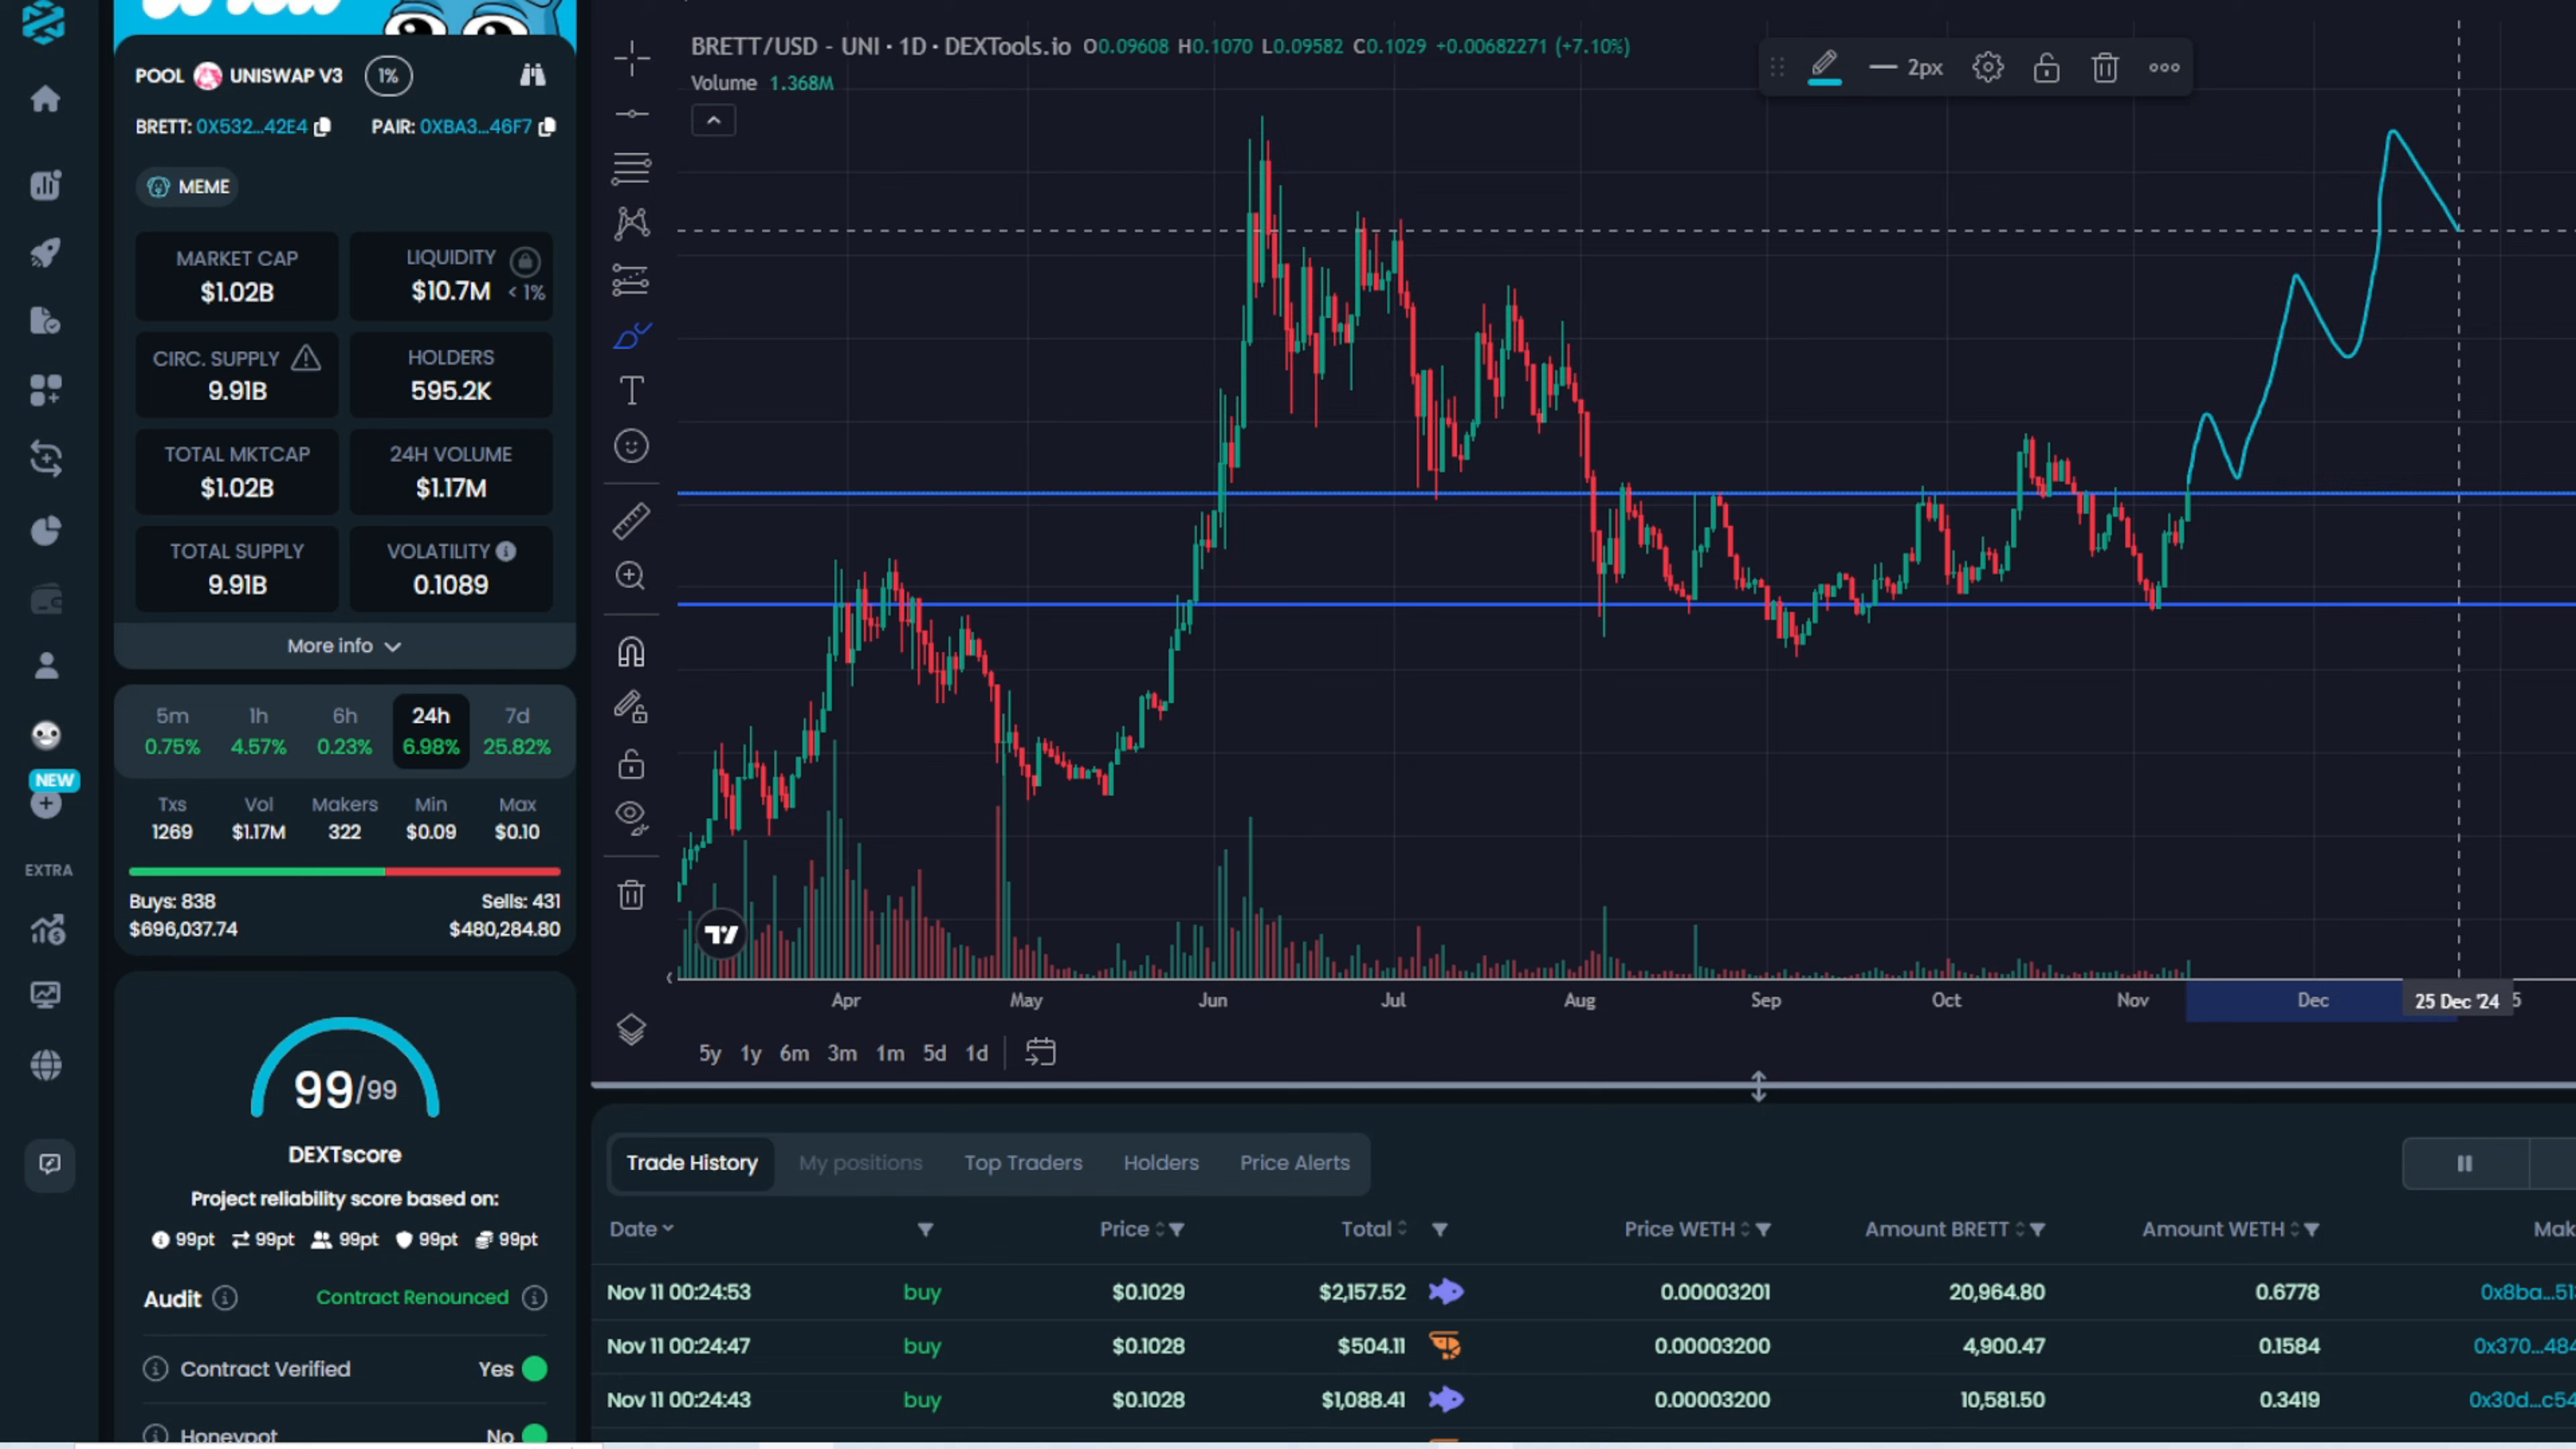 POOL UNISWAP V3 1%
BRETT: 0X532...42E4 PAIR: 0XBA3...46F7
MEME
MARKET CAP
$1.02B
LIQUIDITY
$10.7M < 1%
CIRC. SUPPLY
9.91B
HOLDERS
595.2K
TOTAL MKTCAP
$1.02B
24H VOLUME
$1.17M
TOTAL SUPPLY
9.91B
VOLATILITY
0.1089
More info
5m 1h 6h 24h 7d
0.75% 4.57% 0.23% 6.98% 25.82%
Txs Vol Makers Min Max
1269 $1.17M 322 $0.09 $0.10
Buys: 838 Sells: 431
$696,037.74 $480,284.80
99/99
DEXTscore
Project reliability score based on:
99pt 99pt 99pt 99pt 99pt
Audit Contract Renounced
Contract Verified Yes
Honeypot No
NEW
EXTRA
BRETT/USD - UNI · 1D · DEXTools.io O0.09608 H0.1070 L0.09582 C0.1029 +0.00682271 (+7.10%)
Volume 1.368M
2px
Apr May Jun Jul Aug Sep Oct Nov Dec 25 Dec '24 5
5y 1y 6m 3m 1m 5d 1d
Trade History My positions Top Traders Holders Price Alerts
Date Price Total Price WETH Amount BRETT Amount WETH Mak
Nov 11 00:24:53 buy $0.1029 $2,157.52 0.00003201 20,964.80 0.6778 0x8ba...51
Nov 11 00:24:47 buy $0.1028 $504.11 0.00003200 4,900.47 0.1584 0x370...484
Nov 11 00:24:43 buy $0.1028 $1,088.41 0.00003200 10,581.50 0.3419 0x30d...c54